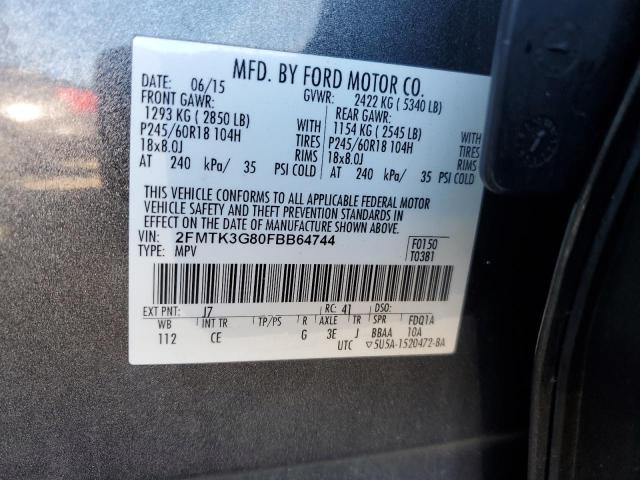 MFD. BY FORD MOTOR CO.
DATE: 06/15 GVWR: 2422 KG ( 5340 LB)
FRONT GAWR: REAR GAWR:
1293 KG ( 2850 LB) WITH 1154 KG ( 2545 LB) WITH
P245/60R18 104H TIRES P245/60R18 104H TIRES
18x8.0J RIMS 18x8.0J RIMS
AT 240 kPa/ 35 PSI COLD AT 240 kPa/ 35 PSI COLD
THIS VEHICLE CONFORMS TO ALL APPLICABLE FEDERAL MOTOR
VEHICLE SAFETY AND THEFT PREVENTION STANDARDS IN
EFFECT ON THE DATE OF MANUFACTURE SHOWN ABOVE.
VIN: 2FMTK3G80FBB64744 F0150
TYPE: MPV T0381
EXT PNT: J7 RC: 41 DSO:
WB INT TR TP/PS R AXLE TR SPR FDQ1A
112 CE G 3E J BBAA 10A
UTC ▽5U5A-1520472-BA